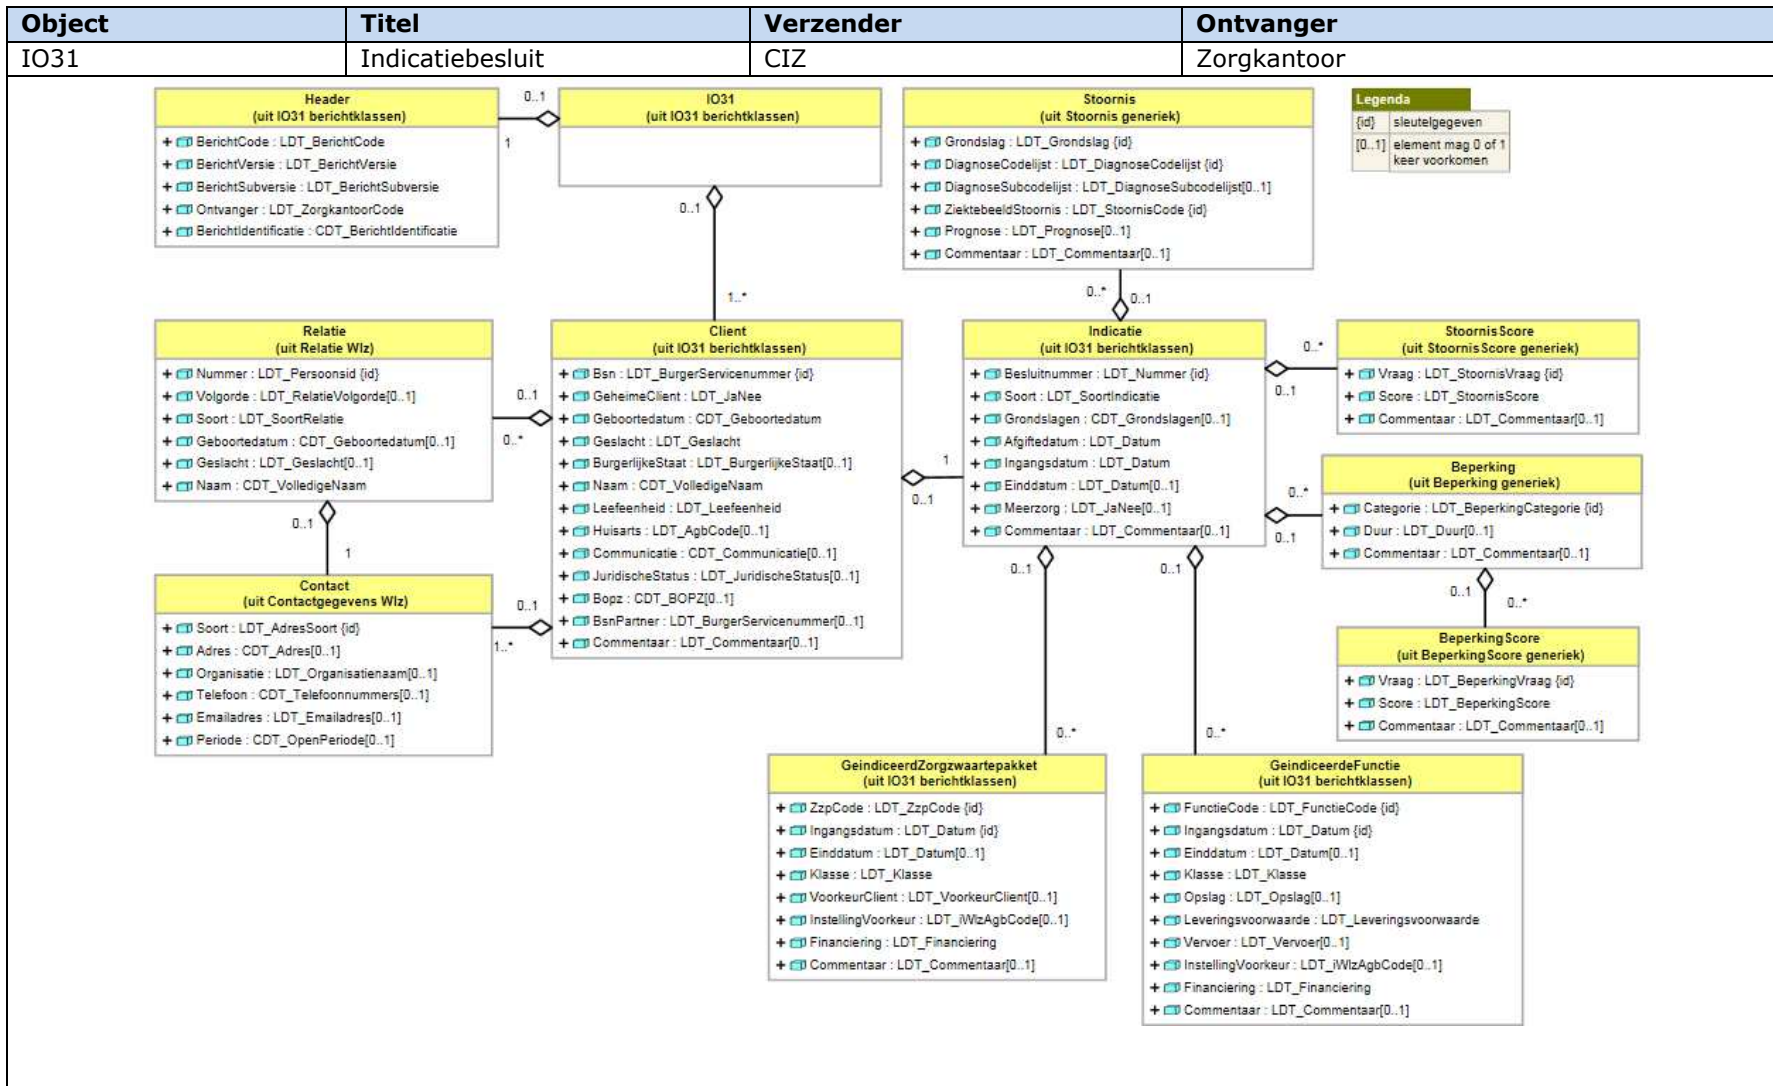 Object Titel Verzender Ontvanger
IO31 Indicatiebesluit CIZ Zorgkantoor
Header
(uit IO31 berichtklassen)
+ BerichtCode : LDT_BerichtCode
+ BerichtVersie : LDT_BerichtVersie
+ BerichtSubversie : LDT_BerichtSubversie
+ Ontvanger : LDT_ZorgkantoorCode
+ BerichtIdentificatie : CDT_BerichtIdentificatie
0..1
1
IO31
(uit IO31 berichtklassen)
0..1
1..*
Stoornis
(uit Stoornis generiek)
+ Grondslag : LDT_Grondslag {id}
+ DiagnoseCodelijst : LDT_DiagnoseCodelijst {id}
+ DiagnoseSubcodelijst : LDT_DiagnoseSubcodelijst[0..1]
+ ZiektebeeldStoornis : LDT_StoornisCode {id}
+ Prognose : LDT_Prognose[0..1]
+ Commentaar : LDT_Commentaar[0..1]
0..*
0..1
Legenda
{id} sleutelgegeven
[0..1] element mag 0 of 1
keer voorkomen
Relatie
(uit Relatie Wlz)
+ Nummer : LDT_Persoonsid {id}
+ Volgorde : LDT_RelatieVolgorde[0..1]
+ Soort : LDT_SoortRelatie
+ Geboortedatum : CDT_Geboortedatum[0..1]
+ Geslacht : LDT_Geslacht[0..1]
+ Naam : CDT_VolledigeNaam
0..1
0..*
0..1
1
Client
(uit IO31 berichtklassen)
+ Bsn : LDT_BurgerServicenummer {id}
+ GeheimeClient : LDT_JaNee
+ Geboortedatum : CDT_Geboortedatum
+ Geslacht : LDT_Geslacht
+ BurgerlijkeStaat : LDT_BurgerlijkeStaat[0..1]
+ Naam : CDT_VolledigeNaam
+ Leefeenheid : LDT_Leefeenheid
+ Huisarts : LDT_AgbCode[0..1]
+ Communicatie : CDT_Communicatie[0..1]
+ JuridischeStatus : LDT_JuridischeStatus[0..1]
+ Bopz : CDT_BOPZ[0..1]
+ BsnPartner : LDT_BurgerServicenummer[0..1]
+ Commentaar : LDT_Commentaar[0..1]
1
0..1
Indicatie
(uit IO31 berichtklassen)
+ Besluitnummer : LDT_Nummer {id}
+ Soort : LDT_SoortIndicatie
+ Grondslagen : CDT_Grondslagen[0..1]
+ Afgiftedatum : LDT_Datum
+ Ingangsdatum : LDT_Datum
+ Einddatum : LDT_Datum[0..1]
+ Meerzorg : LDT_JaNee[0..1]
+ Commentaar : LDT_Commentaar[0..1]
0..*
0..1
StoornisScore
(uit StoornisScore generiek)
+ Vraag : LDT_StoornisVraag {id}
+ Score : LDT_StoornisScore
+ Commentaar : LDT_Commentaar[0..1]
0..*
0..1
Beperking
(uit Beperking generiek)
+ Categorie : LDT_BeperkingCategorie {id}
+ Duur : LDT_Duur[0..1]
+ Commentaar : LDT_Commentaar[0..1]
0..1
0..*
BeperkingScore
(uit BeperkingScore generiek)
+ Vraag : LDT_BeperkingVraag {id}
+ Score : LDT_BeperkingScore
+ Commentaar : LDT_Commentaar[0..1]
Contact
(uit Contactgegevens Wlz)
+ Soort : LDT_AdresSoort {id}
+ Adres : CDT_Adres[0..1]
+ Organisatie : LDT_Organisatienaam[0..1]
+ Telefoon : CDT_Telefoonnummers[0..1]
+ Emailadres : LDT_Emailadres[0..1]
+ Periode : CDT_OpenPeriode[0..1]
0..1
1..*
0..1
0..*
0..1
0..*
GeindiceerdZorgzwaartepakket
(uit IO31 berichtklassen)
+ ZzpCode : LDT_ZzpCode {id}
+ Ingangsdatum : LDT_Datum {id}
+ Einddatum : LDT_Datum[0..1]
+ Klasse : LDT_Klasse
+ VoorkeurClient : LDT_VoorkeurClient[0..1]
+ InstellingVoorkeur : LDT_iWlzAgbCode[0..1]
+ Financiering : LDT_Financiering
+ Commentaar : LDT_Commentaar[0..1]
GeindiceerdeFunctie
(uit IO31 berichtklassen)
+ FunctieCode : LDT_FunctieCode {id}
+ Ingangsdatum : LDT_Datum {id}
+ Einddatum : LDT_Datum[0..1]
+ Klasse : LDT_Klasse
+ Opslag : LDT_Opslag[0..1]
+ Leveringsvoorwaarde : LDT_Leveringsvoorwaarde
+ Vervoer : LDT_Vervoer[0..1]
+ InstellingVoorkeur : LDT_iWlzAgbCode[0..1]
+ Financiering : LDT_Financiering
+ Commentaar : LDT_Commentaar[0..1]